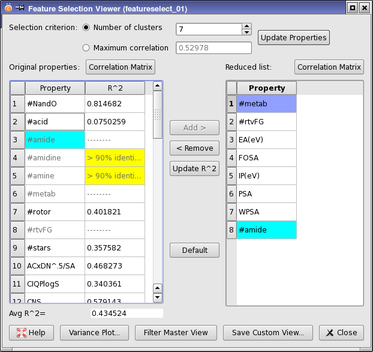 Feature Selection Viewer (featureselect_01)
Selection criterion: Number of clusters 7
Maximum correlation 0.52978
Update Properties
Original properties: Correlation Matrix
Reduced list: Correlation Matrix
Property R^2
1 #NandO 0.814682
2 #acid 0.0750259
3 #amide --------
4 #amidine > 90% identi...
5 #amine > 90% identi...
6 #metab --------
7 #rotor 0.401821
8 #rtvFG --------
9 #stars 0.357582
10 ACxDN^.5/SA 0.468273
11 CIQPlogS 0.340361
12 CNS 0.579143
Add >
< Remove
Update R^2
Default
Property
1 #metab
2 #rtvFG
3 EA(eV)
4 FOSA
5 IP(eV)
6 PSA
7 WPSA
8 #amide
Avg R^2= 0.434524
Help Variance Plot... Filter Master View Save Custom View... Close